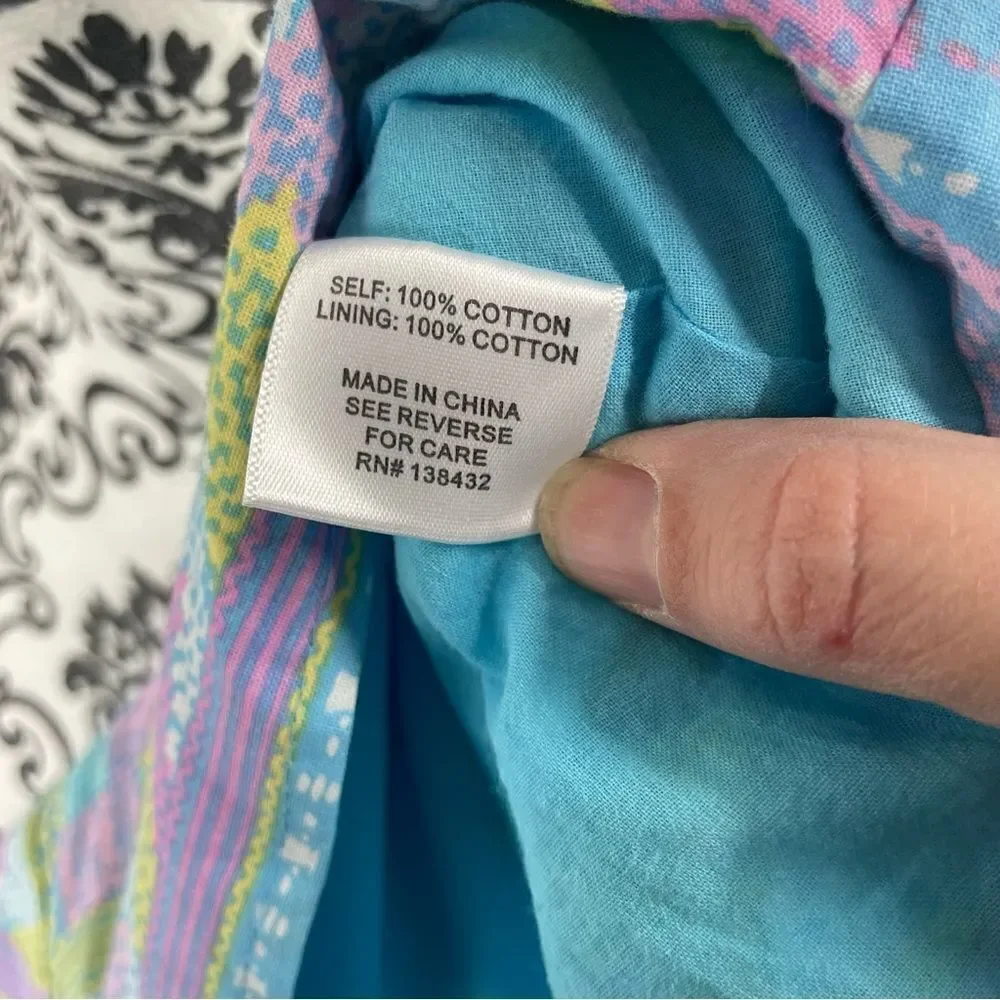 SELF: 100% COTTON
LINING: 100% COTTON
MADE IN CHINA
SEE REVERSE
FOR CARE
RN# 138432